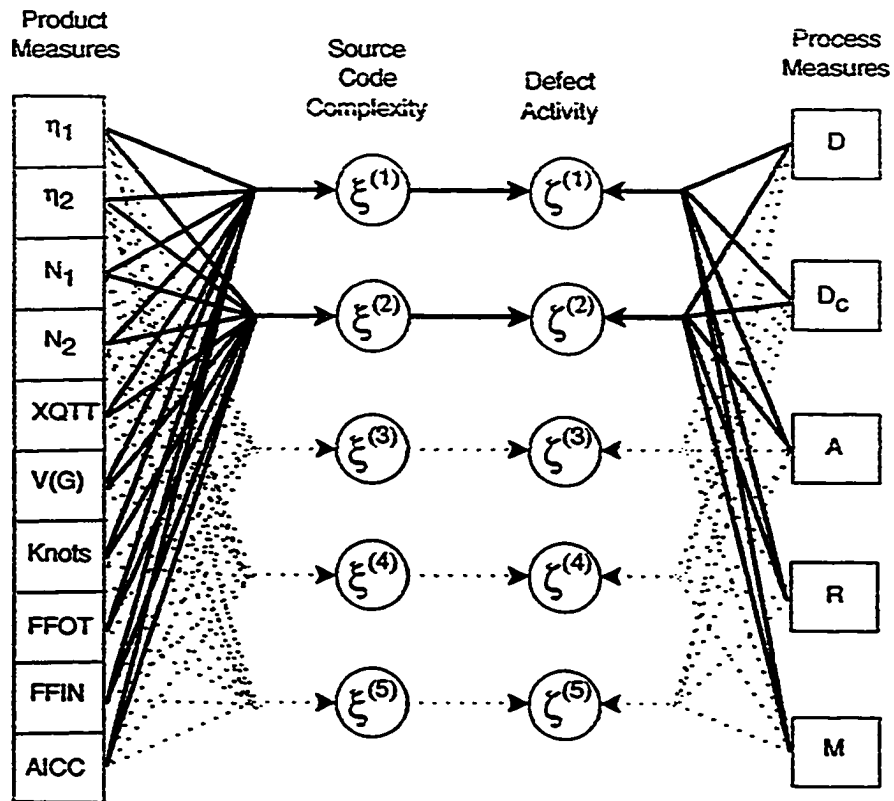 Product
Measures
Source
Code
Complexity
Defect
Activity
Process
Measures
η1
η2
N1
N2
XQTT
V(G)
Knots
FFOT
FFIN
AICC
ξ(1)
ξ(2)
ξ(3)
ξ(4)
ξ(5)
ζ(1)
ζ(2)
ζ(3)
ζ(4)
ζ(5)
D
Dc
A
R
M